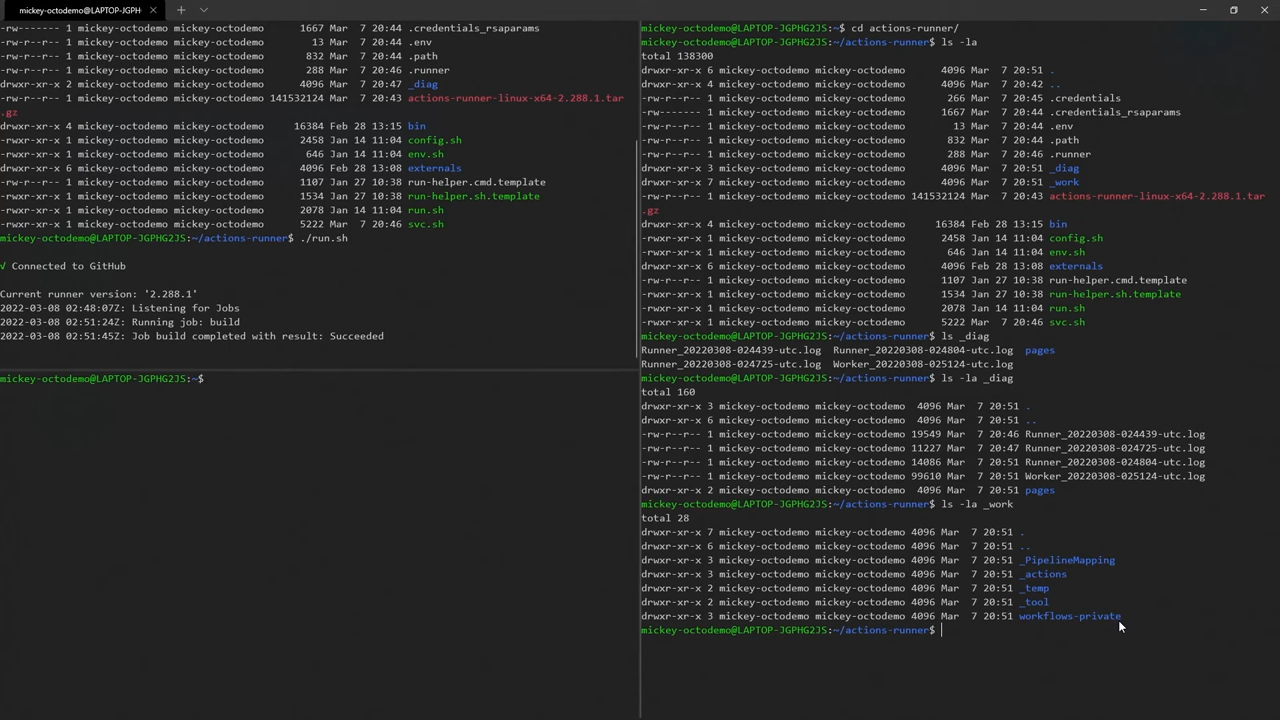 mickey-octodemo@LAPTOP-JGPH
-rw------- 1 mickey-octodemo mickey-octodemo 1667 Mar 7 20:44 .credentials_rsaparams
-rw-r--r-- 1 mickey-octodemo mickey-octodemo 13 Mar 7 20:44 .env
-rw-r--r-- 1 mickey-octodemo mickey-octodemo 832 Mar 7 20:44 .path
-rw-r--r-- 1 mickey-octodemo mickey-octodemo 288 Mar 7 20:46 .runner
drwxr-xr-x 2 mickey-octodemo mickey-octodemo 4096 Mar 7 20:47 _diag
-rw-r--r-- 1 mickey-octodemo mickey-octodemo 141532124 Mar 7 20:43 actions-runner-linux-x64-2.288.1.tar
.gz
drwxr-xr-x 4 mickey-octodemo mickey-octodemo 16384 Feb 28 13:15 bin
-rwxr-xr-x 1 mickey-octodemo mickey-octodemo 2458 Jan 14 11:04 config.sh
-rwxr-xr-x 1 mickey-octodemo mickey-octodemo 646 Jan 14 11:04 env.sh
drwxr-xr-x 6 mickey-octodemo mickey-octodemo 4096 Feb 28 13:08 externals
-rw-r--r-- 1 mickey-octodemo mickey-octodemo 1107 Jan 27 10:38 run-helper.cmd.template
-rwxr-xr-x 1 mickey-octodemo mickey-octodemo 1534 Jan 27 10:38 run-helper.sh.template
-rwxr-xr-x 1 mickey-octodemo mickey-octodemo 2078 Jan 14 11:04 run.sh
-rwxr-xr-x 1 mickey-octodemo mickey-octodemo 5222 Mar 7 20:46 svc.sh
mickey-octodemo@LAPTOP-JGPHG2JS:~/actions-runner$ ./run.sh
√ Connected to GitHub
Current runner version: '2.288.1'
2022-03-08 02:48:07Z: Listening for Jobs
2022-03-08 02:51:24Z: Running job: build
2022-03-08 02:51:45Z: Job build completed with result: Succeeded
mickey-octodemo@LAPTOP-JGPHG2JS:~$
mickey-octodemo@LAPTOP-JGPHG2JS:~$ cd actions-runner/
mickey-octodemo@LAPTOP-JGPHG2JS:~/actions-runner$ ls -la
total 138300
drwxr-xr-x 6 mickey-octodemo mickey-octodemo 4096 Mar 7 20:51 .
drwxr-xr-x 4 mickey-octodemo mickey-octodemo 4096 Mar 7 20:42 ..
-rw-r--r-- 1 mickey-octodemo mickey-octodemo 266 Mar 7 20:45 .credentials
-rw------- 1 mickey-octodemo mickey-octodemo 1667 Mar 7 20:44 .credentials_rsaparams
-rw-r--r-- 1 mickey-octodemo mickey-octodemo 13 Mar 7 20:44 .env
-rw-r--r-- 1 mickey-octodemo mickey-octodemo 832 Mar 7 20:44 .path
-rw-r--r-- 1 mickey-octodemo mickey-octodemo 288 Mar 7 20:46 .runner
drwxr-xr-x 3 mickey-octodemo mickey-octodemo 4096 Mar 7 20:51 _diag
drwxr-xr-x 7 mickey-octodemo mickey-octodemo 4096 Mar 7 20:51 _work
-rw-r--r-- 1 mickey-octodemo mickey-octodemo 141532124 Mar 7 20:43 actions-runner-linux-x64-2.288.1.tar
.gz
drwxr-xr-x 4 mickey-octodemo mickey-octodemo 16384 Feb 28 13:15 bin
-rwxr-xr-x 1 mickey-octodemo mickey-octodemo 2458 Jan 14 11:04 config.sh
-rwxr-xr-x 1 mickey-octodemo mickey-octodemo 646 Jan 14 11:04 env.sh
drwxr-xr-x 6 mickey-octodemo mickey-octodemo 4096 Feb 28 13:08 externals
-rw-r--r-- 1 mickey-octodemo mickey-octodemo 1107 Jan 27 10:38 run-helper.cmd.template
-rwxr-xr-x 1 mickey-octodemo mickey-octodemo 1534 Jan 27 10:38 run-helper.sh.template
-rwxr-xr-x 1 mickey-octodemo mickey-octodemo 2078 Jan 14 11:04 run.sh
-rwxr-xr-x 1 mickey-octodemo mickey-octodemo 5222 Mar 7 20:46 svc.sh
mickey-octodemo@LAPTOP-JGPHG2JS:~/actions-runner$ ls _diag
Runner_20220308-024439-utc.log Runner_20220308-024804-utc.log pages
Runner_20220308-024725-utc.log Worker_20220308-025124-utc.log
mickey-octodemo@LAPTOP-JGPHG2JS:~/actions-runner$ ls -la _diag
total 160
drwxr-xr-x 3 mickey-octodemo mickey-octodemo 4096 Mar 7 20:51 .
drwxr-xr-x 6 mickey-octodemo mickey-octodemo 4096 Mar 7 20:51 ..
-rw-r--r-- 1 mickey-octodemo mickey-octodemo 19549 Mar 7 20:46 Runner_20220308-024439-utc.log
-rw-r--r-- 1 mickey-octodemo mickey-octodemo 11227 Mar 7 20:47 Runner_20220308-024725-utc.log
-rw-r--r-- 1 mickey-octodemo mickey-octodemo 14086 Mar 7 20:51 Runner_20220308-024804-utc.log
-rw-r--r-- 1 mickey-octodemo mickey-octodemo 99610 Mar 7 20:51 Worker_20220308-025124-utc.log
drwxr-xr-x 2 mickey-octodemo mickey-octodemo 4096 Mar 7 20:51 pages
mickey-octodemo@LAPTOP-JGPHG2JS:~/actions-runner$ ls -la _work
total 28
drwxr-xr-x 7 mickey-octodemo mickey-octodemo 4096 Mar 7 20:51 .
drwxr-xr-x 6 mickey-octodemo mickey-octodemo 4096 Mar 7 20:51 ..
drwxr-xr-x 3 mickey-octodemo mickey-octodemo 4096 Mar 7 20:51 _PipelineMapping
drwxr-xr-x 3 mickey-octodemo mickey-octodemo 4096 Mar 7 20:51 _actions
drwxr-xr-x 2 mickey-octodemo mickey-octodemo 4096 Mar 7 20:51 _temp
drwxr-xr-x 2 mickey-octodemo mickey-octodemo 4096 Mar 7 20:51 _tool
drwxr-xr-x 3 mickey-octodemo mickey-octodemo 4096 Mar 7 20:51 workflows-private
mickey-octodemo@LAPTOP-JGPHG2JS:~/actions-runner$